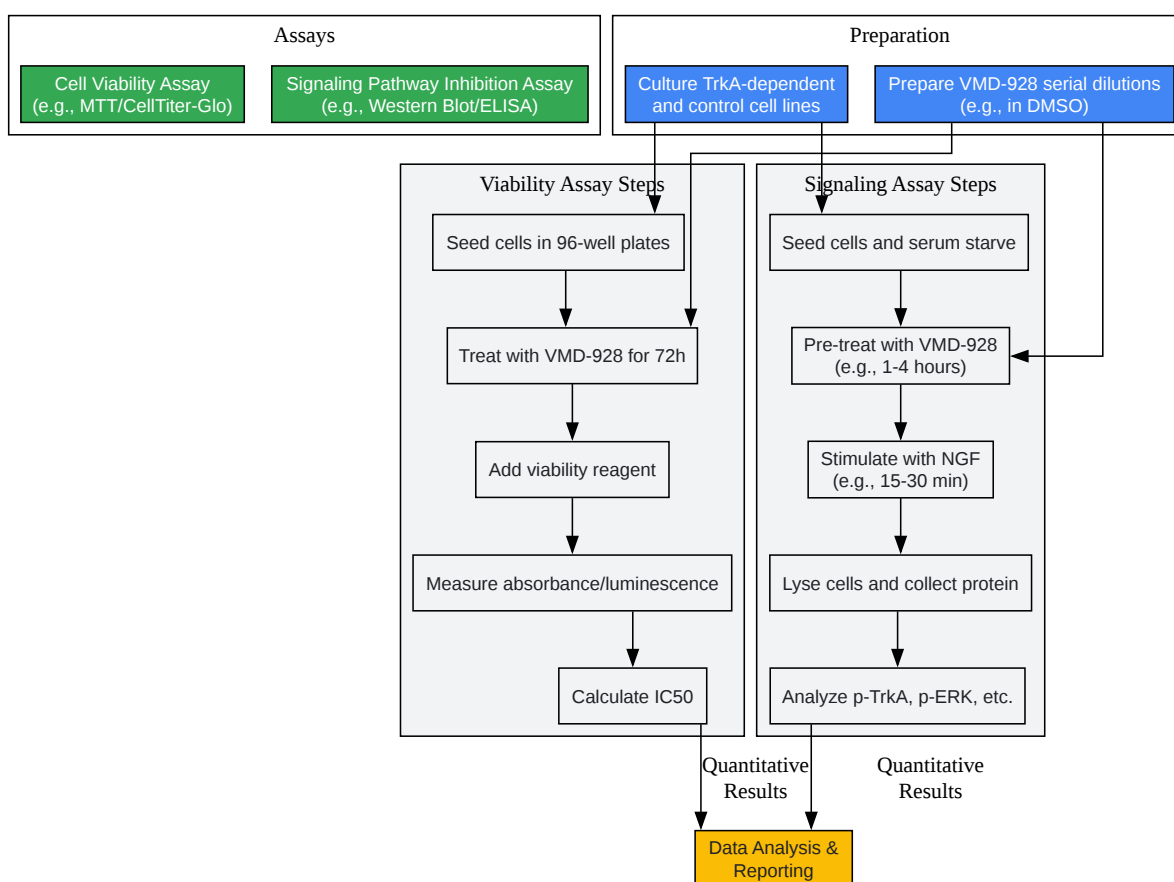 Assays
Cell Viability Assay
(e.g., MTT/CellTiter-Glo)
Signaling Pathway Inhibition Assay
(e.g., Western Blot/ELISA)
Preparation
Culture TrkA-dependent
and control cell lines
Prepare VMD-928 serial dilutions
(e.g., in DMSO)
Viability Assay Steps
Seed cells in 96-well plates
Treat with VMD-928 for 72h
Add viability reagent
Measure absorbance/luminescence
Calculate IC50
Signaling Assay Steps
Seed cells and serum starve
Pre-treat with VMD-928
(e.g., 1-4 hours)
Stimulate with NGF
(e.g., 15-30 min)
Lyse cells and collect protein
Analyze p-TrkA, p-ERK, etc.
Quantitative
Results
Quantitative
Results
Data Analysis &
Reporting